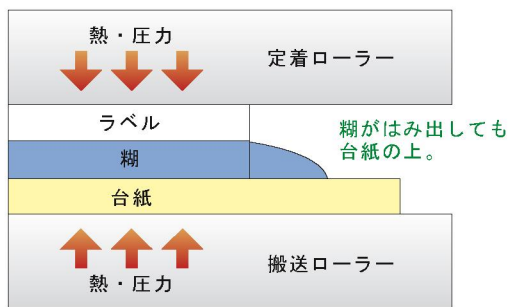 熱・圧力
定着ローラー
ラベル
糊がはみ出しても
台紙の上。
糊
台紙
搬送ローラー
熱・圧力